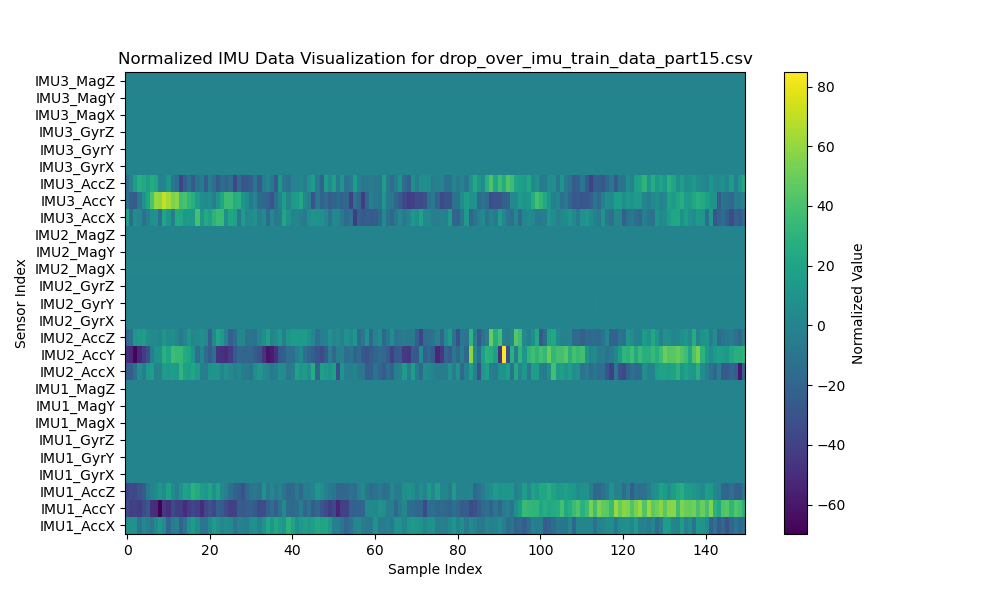 Normalized IMU Data Visualization for drop_over_imu_train_data_part15.csv
IMU3_MagZ
IMU3_MagY
IMU3_MagX
IMU3_GyrZ
IMU3_GyrY
IMU3_GyrX
IMU3_AccZ
IMU3_AccY
IMU3_AccX
IMU2_MagZ
IMU2_MagY
IMU2_MagX
IMU2_GyrZ
IMU2_GyrY
IMU2_GyrX
IMU2_AccZ
IMU2_AccY
IMU2_AccX
IMU1_MagZ
IMU1_MagY
IMU1_MagX
IMU1_GyrZ
IMU1_GyrY
IMU1_GyrX
IMU1_AccZ
IMU1_AccY
IMU1_AccX
Sensor Index
0 20 40 60 80 100 120 140
Sample Index
80
60
40
20
0
−20
−40
−60
Normalized Value